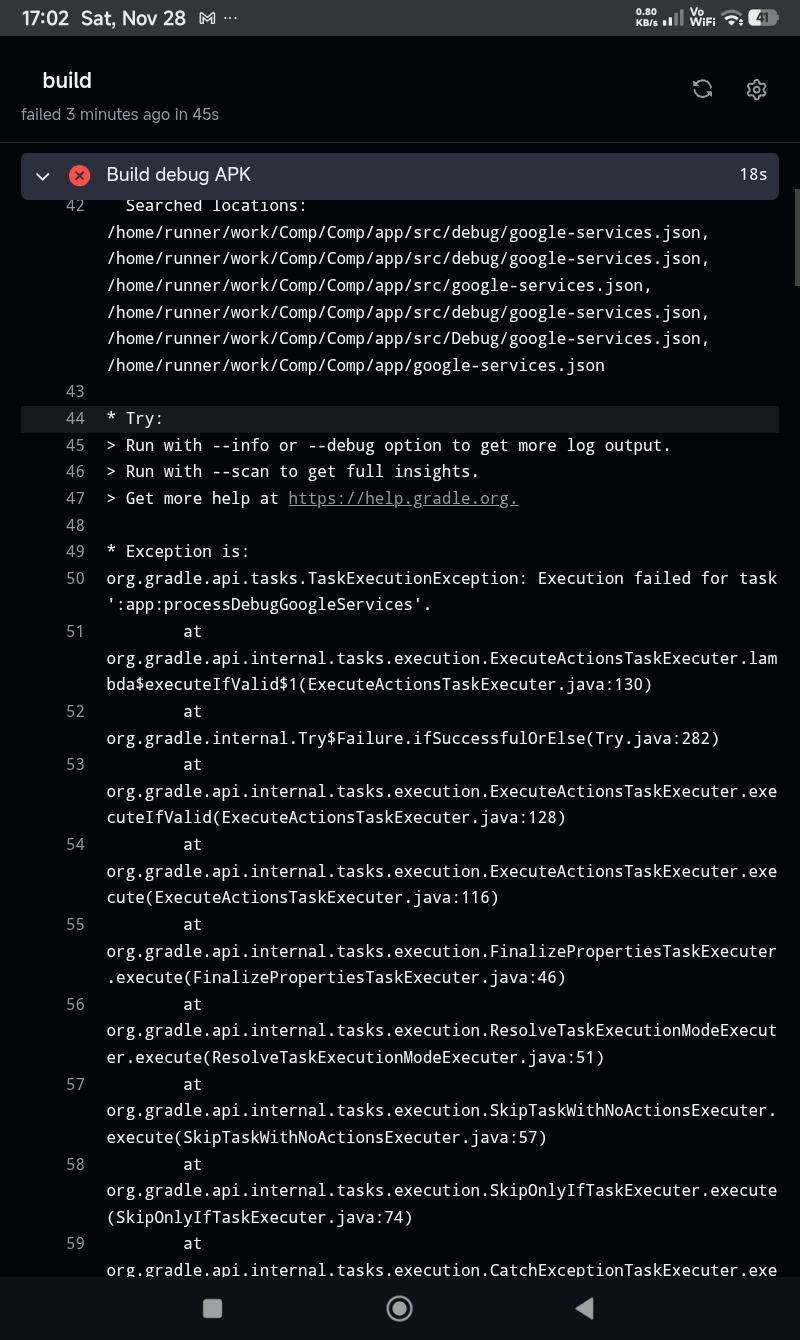 17:02 Sat, Nov 28 ···
0.80 KB/s Vo WiFi 41
build
failed 3 minutes ago in 45s
Build debug APK 18s
42 Searched locations:
/home/runner/work/Comp/Comp/app/src/debug/google-services.json,
/home/runner/work/Comp/Comp/app/src/debug/google-services.json,
/home/runner/work/Comp/Comp/app/src/google-services.json,
/home/runner/work/Comp/Comp/app/src/debug/google-services.json,
/home/runner/work/Comp/Comp/app/src/Debug/google-services.json,
/home/runner/work/Comp/Comp/app/google-services.json
43
44 * Try:
45 > Run with --info or --debug option to get more log output.
46 > Run with --scan to get full insights.
47 > Get more help at https://help.gradle.org.
48
49 * Exception is:
50 org.gradle.api.tasks.TaskExecutionException: Execution failed for task
':app:processDebugGoogleServices'.
51 at
org.gradle.api.internal.tasks.execution.ExecuteActionsTaskExecuter.lam
bda$executeIfValid$1(ExecuteActionsTaskExecuter.java:130)
52 at
org.gradle.internal.Try$Failure.ifSuccessfulOrElse(Try.java:282)
53 at
org.gradle.api.internal.tasks.execution.ExecuteActionsTaskExecuter.exe
cuteIfValid(ExecuteActionsTaskExecuter.java:128)
54 at
org.gradle.api.internal.tasks.execution.ExecuteActionsTaskExecuter.exe
cute(ExecuteActionsTaskExecuter.java:116)
55 at
org.gradle.api.internal.tasks.execution.FinalizePropertiesTaskExecuter
.execute(FinalizePropertiesTaskExecuter.java:46)
56 at
org.gradle.api.internal.tasks.execution.ResolveTaskExecutionModeExecut
er.execute(ResolveTaskExecutionModeExecuter.java:51)
57 at
org.gradle.api.internal.tasks.execution.SkipTaskWithNoActionsExecuter.
execute(SkipTaskWithNoActionsExecuter.java:57)
58 at
org.gradle.api.internal.tasks.execution.SkipOnlyIfTaskExecuter.execute
(SkipOnlyIfTaskExecuter.java:74)
59 at
org.gradle.api.internal.tasks.execution.CatchExceptionTaskExecuter.exe